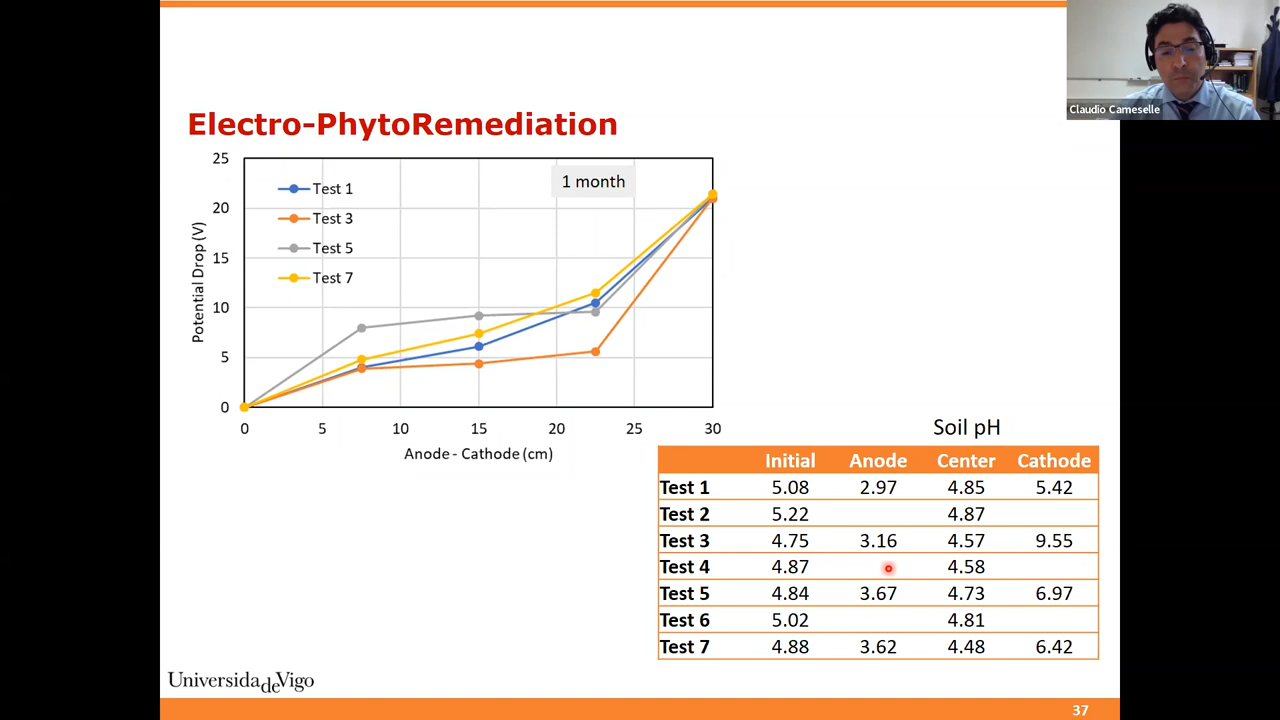 Claudio Cameselle
Electro-PhytoRemediation
25
20
15
10
5
0
Potential Drop (V)
Test 1
Test 3
Test 5
Test 7
1 month
0 5 10 15 20 25 30
Anode - Cathode (cm)
Soil pH
Initial Anode Center Cathode
Test 1 5.08 2.97 4.85 5.42
Test 2 5.22 4.87
Test 3 4.75 3.16 4.57 9.55
Test 4 4.87 4.58
Test 5 4.84 3.67 4.73 6.97
Test 6 5.02 4.81
Test 7 4.88 3.62 4.48 6.42
UniversidadeVigo
37